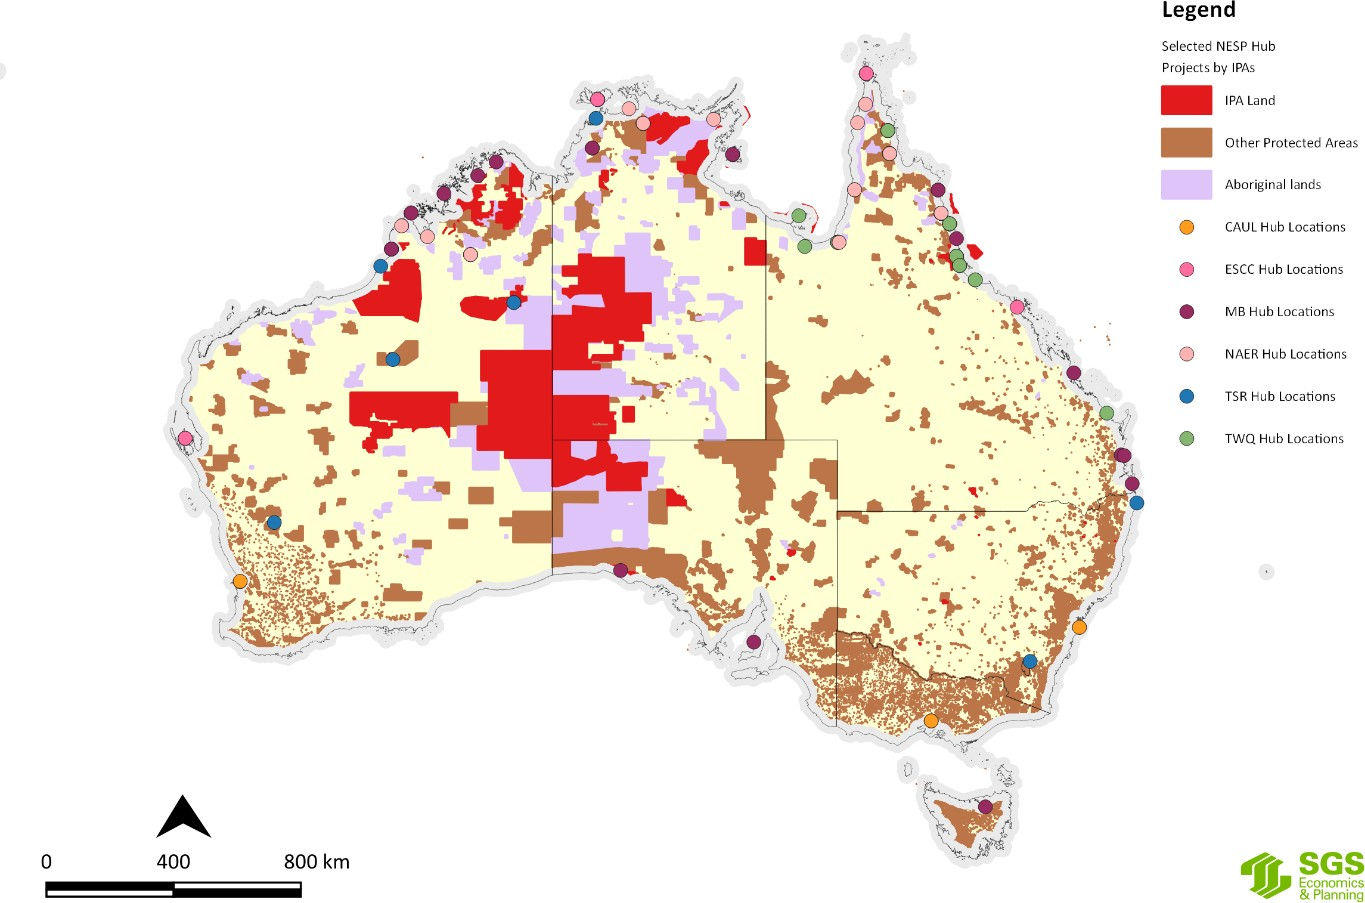 Legend
Selected NESP Hub
Projects by IPAs
IPA Land
Other Protected Areas
Aboriginal lands
CAUL Hub Locations
ESCC Hub Locations
MB Hub Locations
NAER Hub Locations
TSR Hub Locations
TWQ Hub Locations
0 400 800 km
SGS
Economics
& Planning